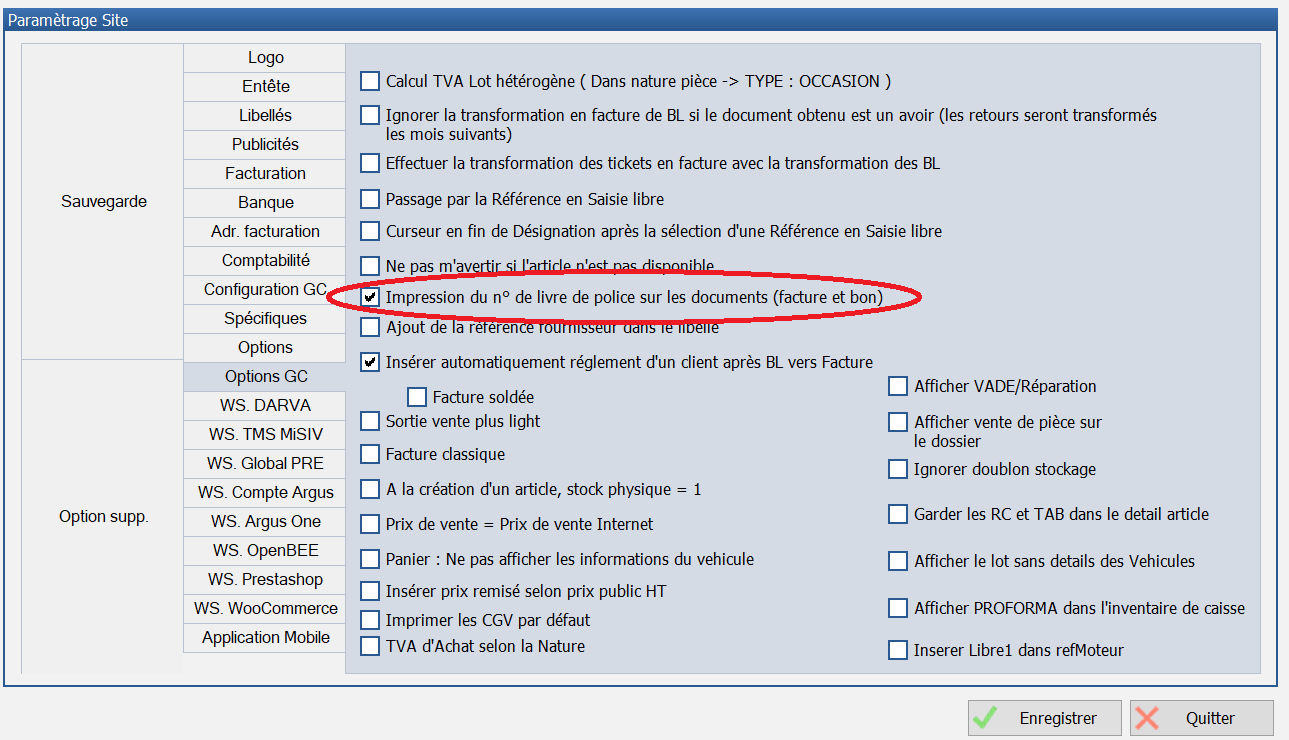 Paramètrage Site
Sauvegarde
Option supp.
Logo
Entête
Libellés
Publicités
Facturation
Banque
Adr. facturation
Comptabilité
Configuration GC
Spécifiques
Options
Options GC
WS. DARVA
WS. TMS MiSIV
WS. Global PRE
WS. Compte Argus
WS. Argus One
WS. OpenBEE
WS. Prestashop
WS. WooCommerce
Application Mobile
Calcul TVA Lot hétérogène ( Dans nature pièce -> TYPE : OCCASION )
Ignorer la transformation en facture de BL si le document obtenu est un avoir (les retours seront transformés
les mois suivants)
Effectuer la transformation des tickets en facture avec la transformation des BL
Passage par la Référence en Saisie libre
Curseur en fin de Désignation après la sélection d'une Référence en Saisie libre
Ne pas m'avertir si l'article n'est pas disponible
Impression du n° de livre de police sur les documents (facture et bon)
Ajout de la référence fournisseur dans le libelle
Insérer automatiquement réglement d'un client après BL vers Facture
Facture soldée
Sortie vente plus light
Facture classique
A la création d'un article, stock physique = 1
Prix de vente = Prix de vente Internet
Panier : Ne pas afficher les informations du vehicule
Insérer prix remisé selon prix public HT
Imprimer les CGV par défaut
TVA d'Achat selon la Nature
Afficher VADE/Réparation
Afficher vente de pièce sur
le dossier
Ignorer doublon stockage
Garder les RC et TAB dans le detail article
Afficher le lot sans details des Vehicules
Afficher PROFORMA dans l'inventaire de caisse
Inserer Libre1 dans refMoteur
Enregistrer
Quitter